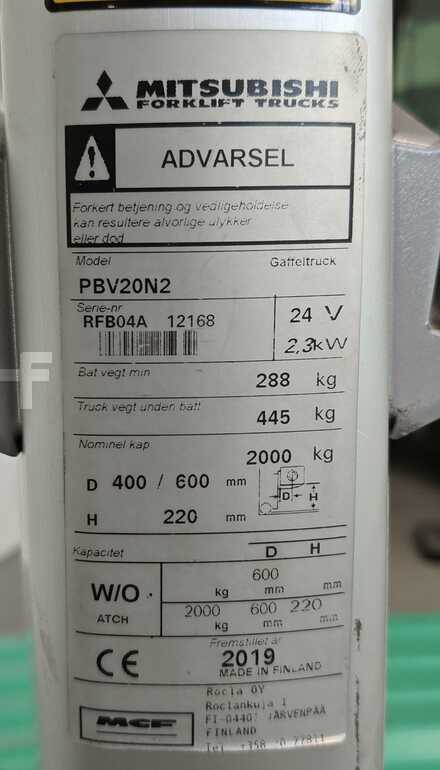 MITSUBISHI
FORKLIFT TRUCKS
ADVARSEL
Forkert betjening og vedligeholdelse
kan resultere alvorlige ulykker
eller død
Model Gaffeltruck
PBV20N2
Serie-nr
RFB04A 12168 24 V
2,3kW
Bat vegt min
288 kg
Truck vegt under batt
445 kg
Nominel kap
2000 kg
D 400 / 600 mm
D H
H 220 mm
Kapacitet D H
600
W/O kg mm mm
ATCH 2000 600 220
kg mm mm
Fremstillet år
CE 2019
MADE IN FINLAND
MCF
Rocla OY
Roclankuja 1
FI-04401 JÄRVENPÄÄ
FINLAND
Tel +358